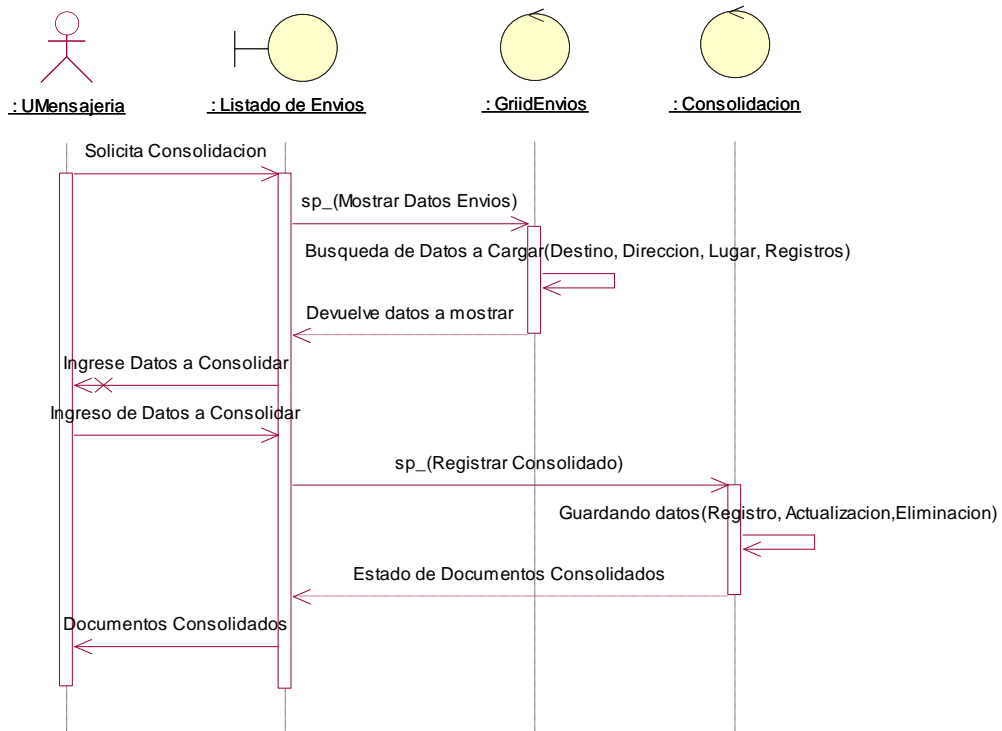 : UMensajeria
: Listado de Envios
: GriidEnvios
: Consolidacion
Solicita Consolidacion
sp_(Mostrar Datos Envios)
Busqueda de Datos a Cargar(Destino, Direccion, Lugar, Registros)
Devuelve datos a mostrar
Ingrese Datos a Consolidar
Ingreso de Datos a Consolidar
sp_(Registrar Consolidado)
Guardando datos(Registro, Actualizacion,Eliminacion)
Estado de Documentos Consolidados
Documentos Consolidados